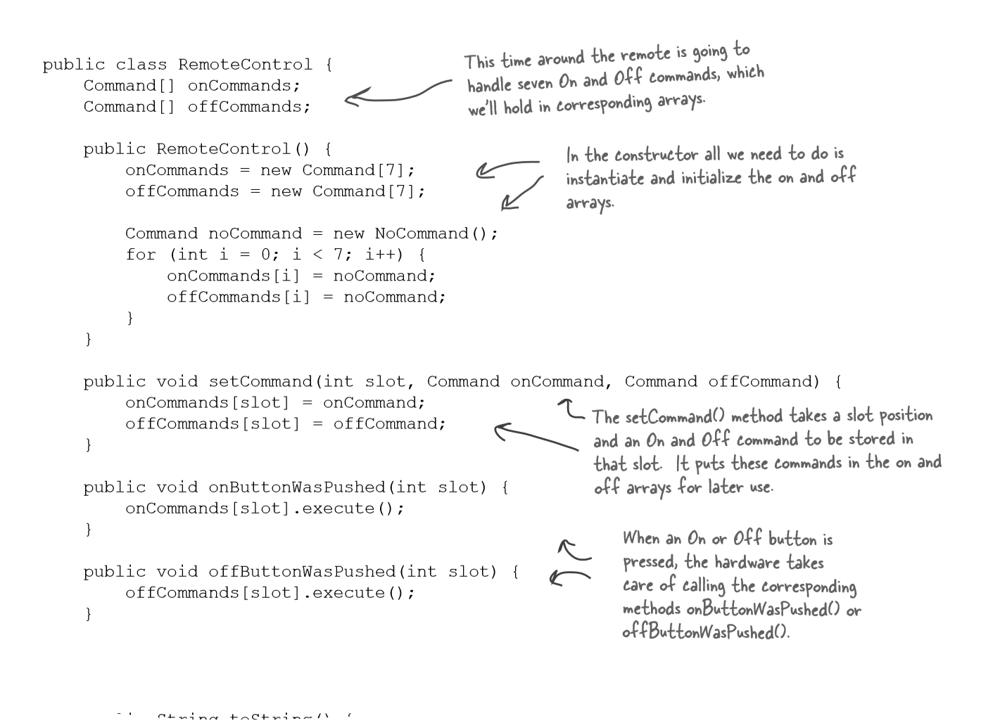 public class RemoteControl {
Command[] onCommands;
Command[] offCommands;
This time around the remote is going to
handle seven On and Off commands, which
we'll hold in corresponding arrays.
public RemoteControl() {
onCommands = new Command[7];
offCommands = new Command[7];
In the constructor all we need to do is
instantiate and initialize the on and off
arrays.
Command noCommand = new NoCommand();
for (int i = 0; i < 7; i++) {
onCommands[i] = noCommand;
offCommands[i] = noCommand;
}
}
public void setCommand(int slot, Command onCommand, Command offCommand) {
onCommands[slot] = onCommand;
offCommands[slot] = offCommand;
}
The setCommand() method takes a slot position
and an On and Off command to be stored in
that slot. It puts these commands in the on and
off arrays for later use.
public void onButtonWasPushed(int slot) {
onCommands[slot].execute();
}
When an On or Off button is
pressed, the hardware takes
care of calling the corresponding
methods onButtonWasPushed() or
offButtonWasPushed().
public void offButtonWasPushed(int slot) {
offCommands[slot].execute();
}
String toString() {